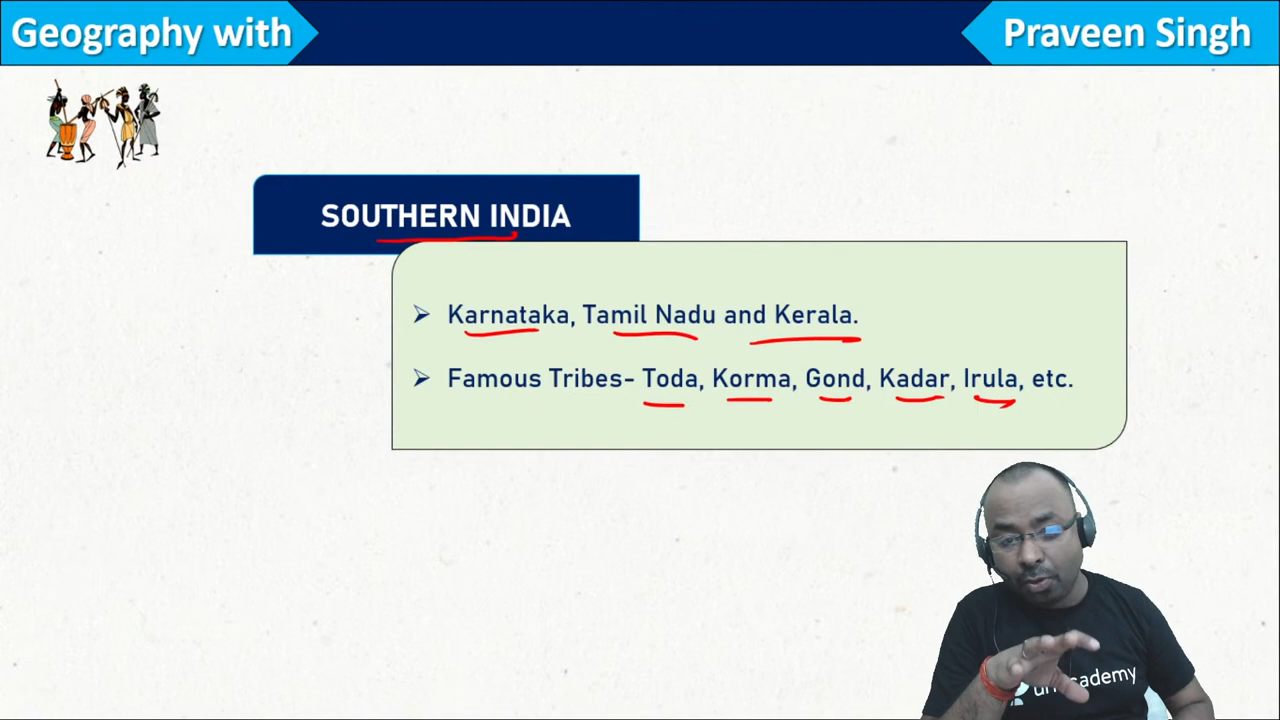 Geography with
Praveen Singh
SOUTHERN INDIA
➢ Karnataka, Tamil Nadu and Kerala.
➢ Famous Tribes- Toda, Korma, Gond, Kadar, Irula, etc.